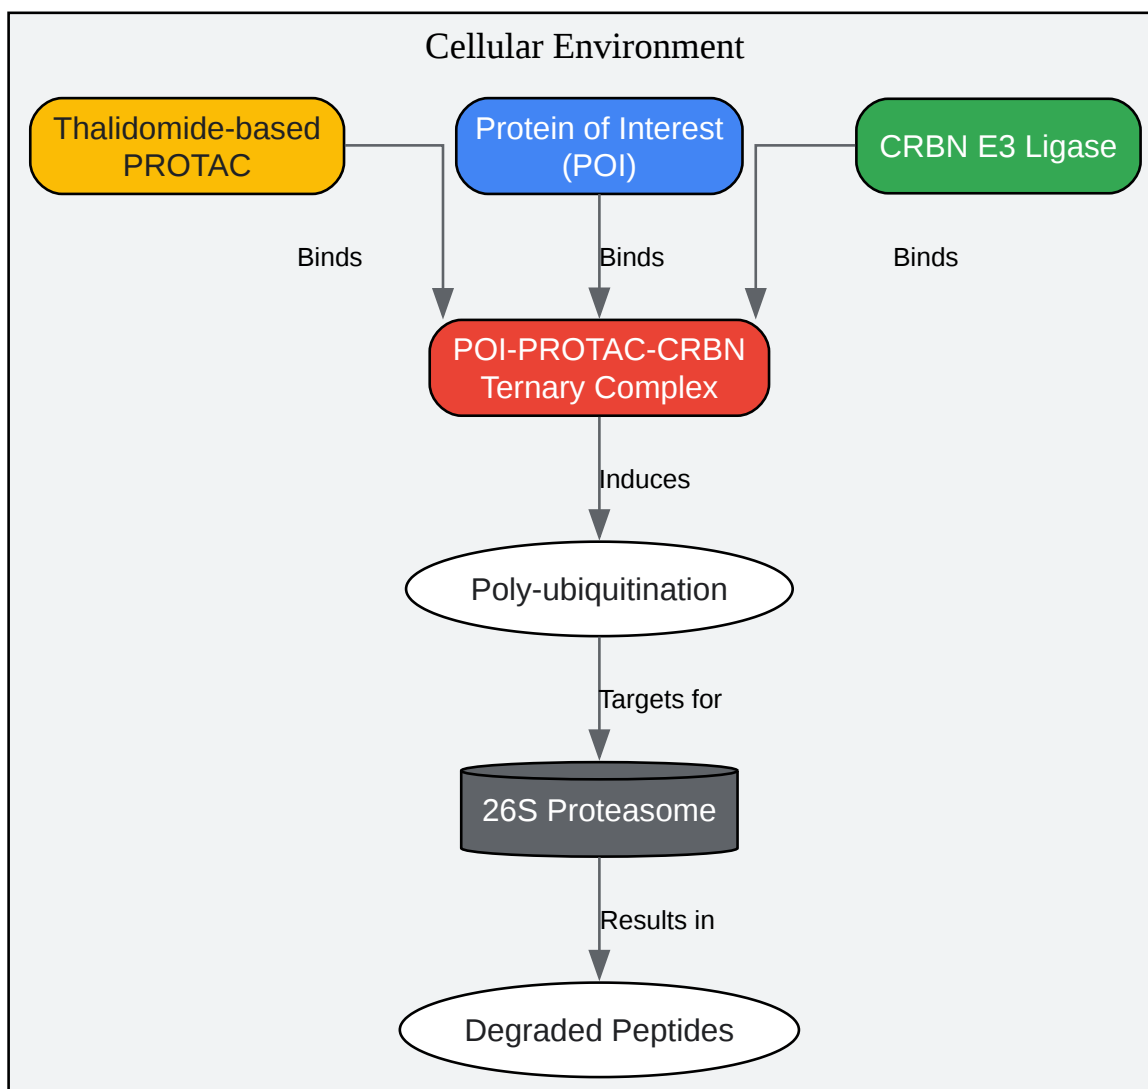 Cellular Environment
Thalidomide-based
PROTAC
Protein of Interest
(POI)
CRBN E3 Ligase
Binds
Binds
Binds
POI-PROTAC-CRBN
Ternary Complex
Induces
Poly-ubiquitination
Targets for
26S Proteasome
Results in
Degraded Peptides